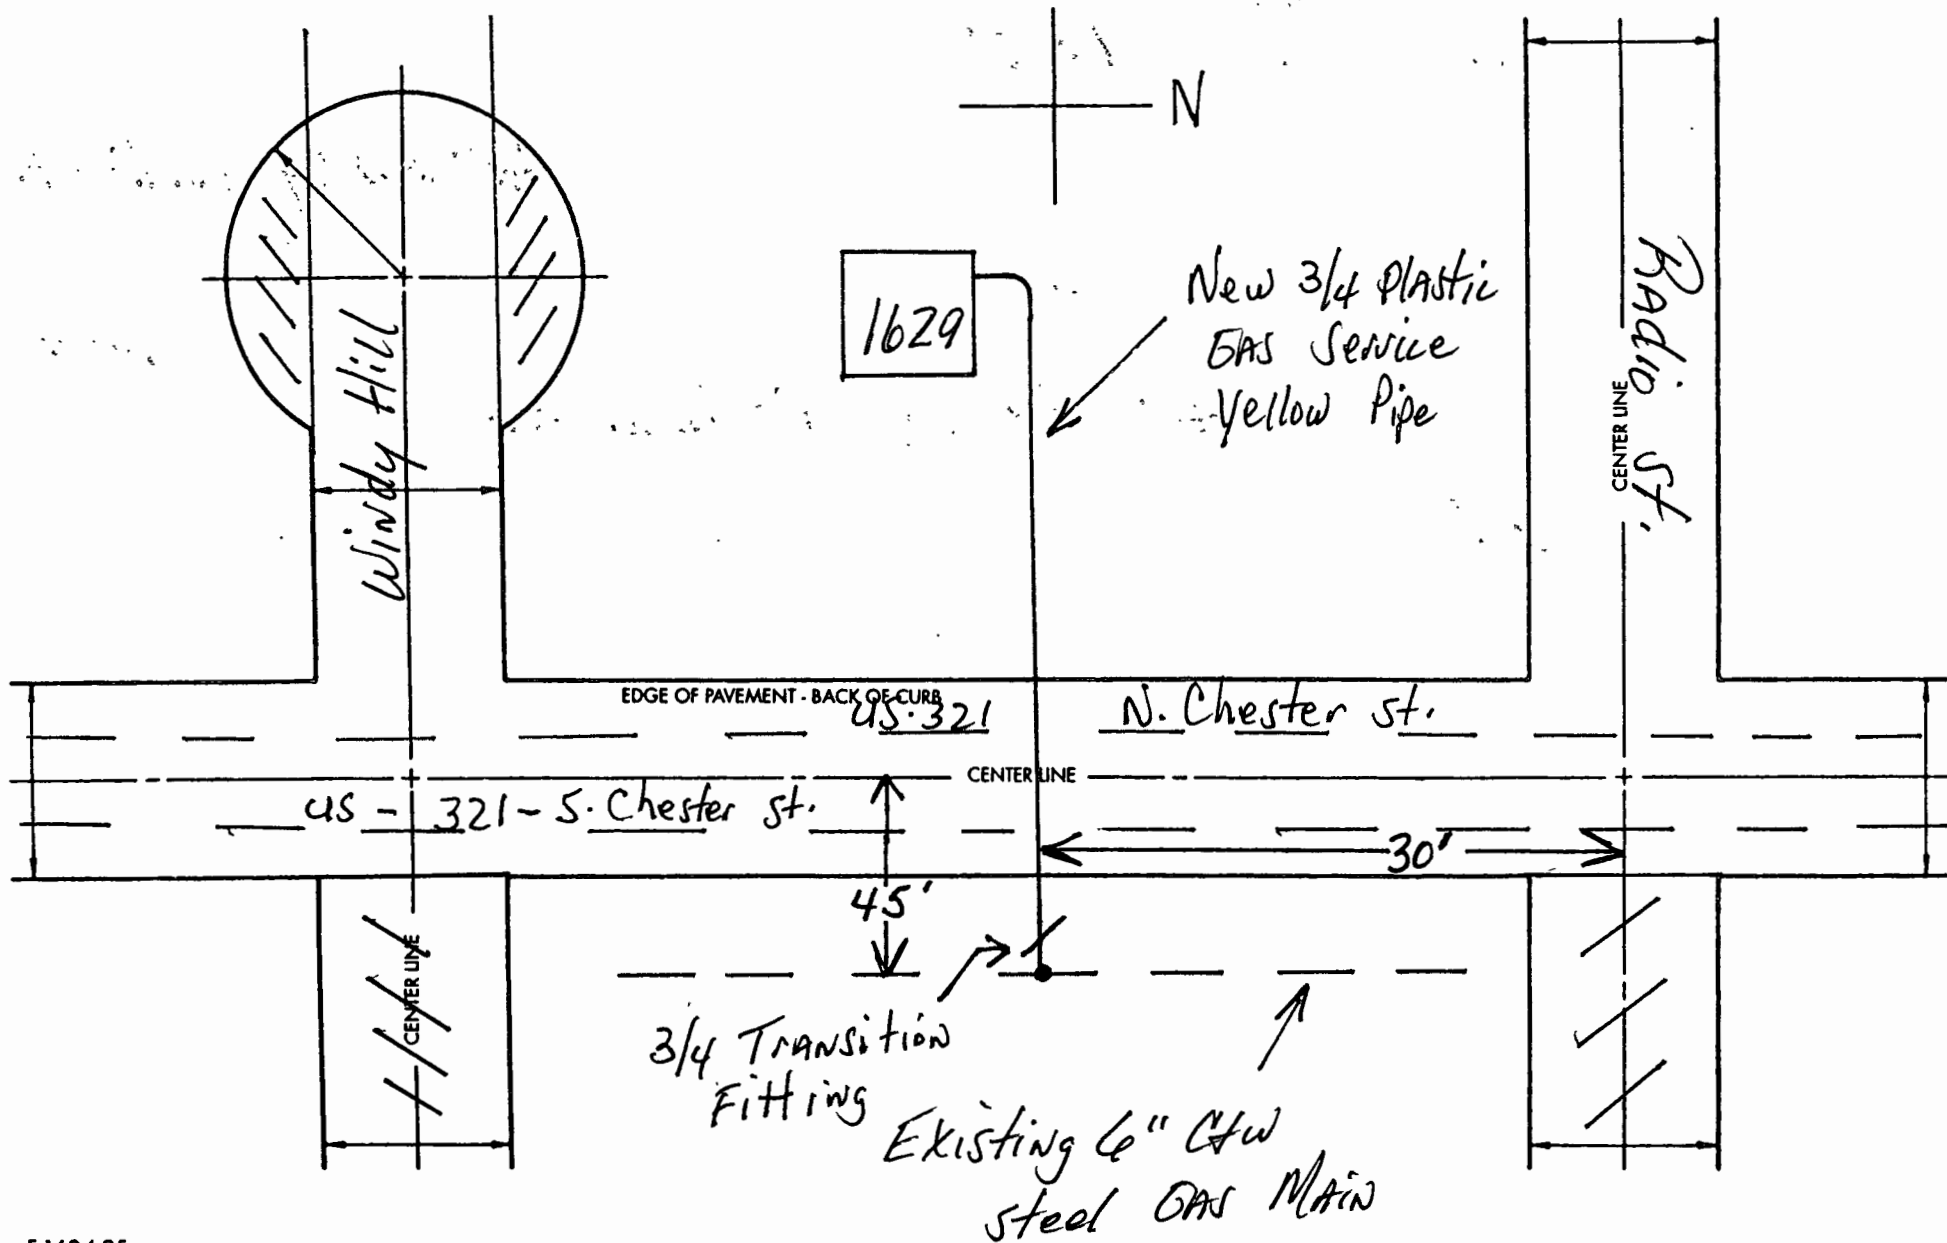 N
1629
New 3/4 Plastic
GAS Service
Yellow Pipe
Windy Hill
Radio St.
CENTER LINE
EDGE OF PAVEMENT - BACK OF CURB
US. 321 N. Chester St.
CENTER LINE
US - 321 - S. Chester St.
30'
45'
CENTER LINE
3/4 Transition
Fitting
Existing 6" C&W
Steel GAS Main